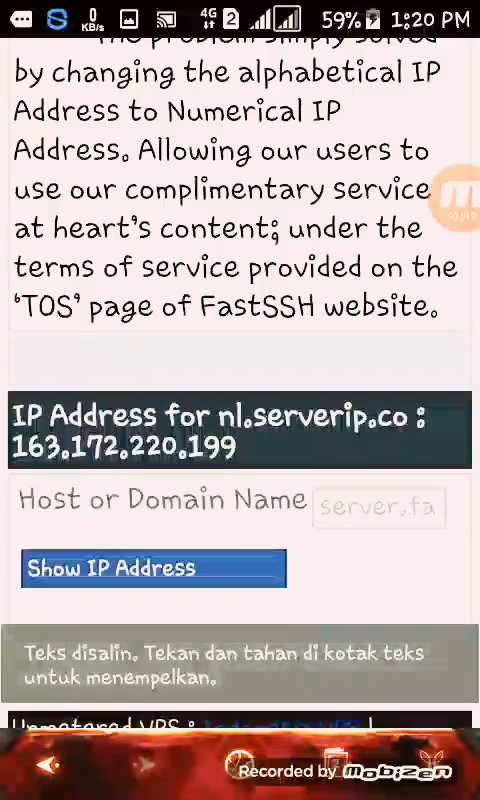 0
KB/s
4G
2
59%
1:20 PM
The problem simply solved
by changing the alphabetical IP
Address to Numerical IP
Address. Allowing our users to
use our complimentary service
at heart's content; under the
terms of service provided on the
'TOS' page of FastSSH website.
IP Address for nl.serverip.co :
163.172.220.199
Host or Domain Name
server.fa
Show IP Address
Teks disalin. Tekan dan tahan di kotak teks
untuk menempelkan.
Unmetered VPS :
Recorded by mobizen